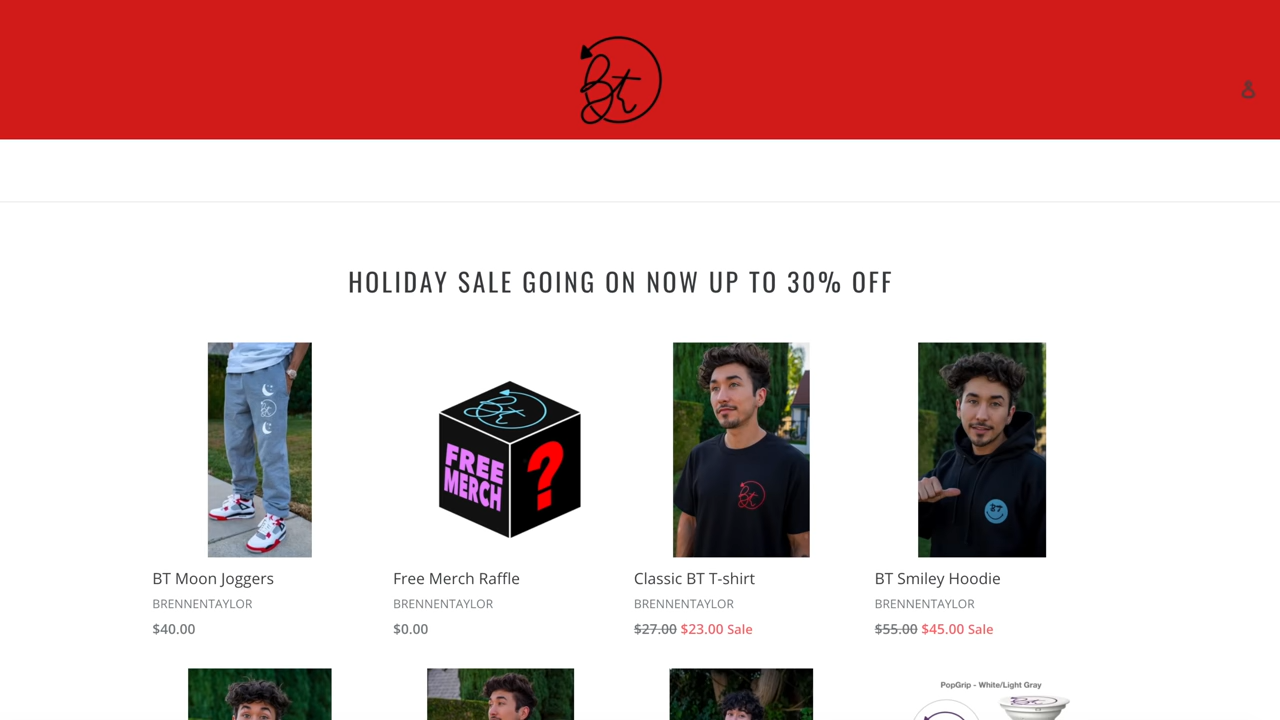 Bt
HOLIDAY SALE GOING ON NOW UP TO 30% OFF
Bt
FREE
MERCH
?
BT Moon Joggers
BRENNENTAYLOR
$40.00
Free Merch Raffle
BRENNENTAYLOR
$0.00
Classic BT T-shirt
BRENNENTAYLOR
$27.00 $23.00 Sale
BT Smiley Hoodie
BRENNENTAYLOR
$55.00 $45.00 Sale
PopGrip - White/Light Gray